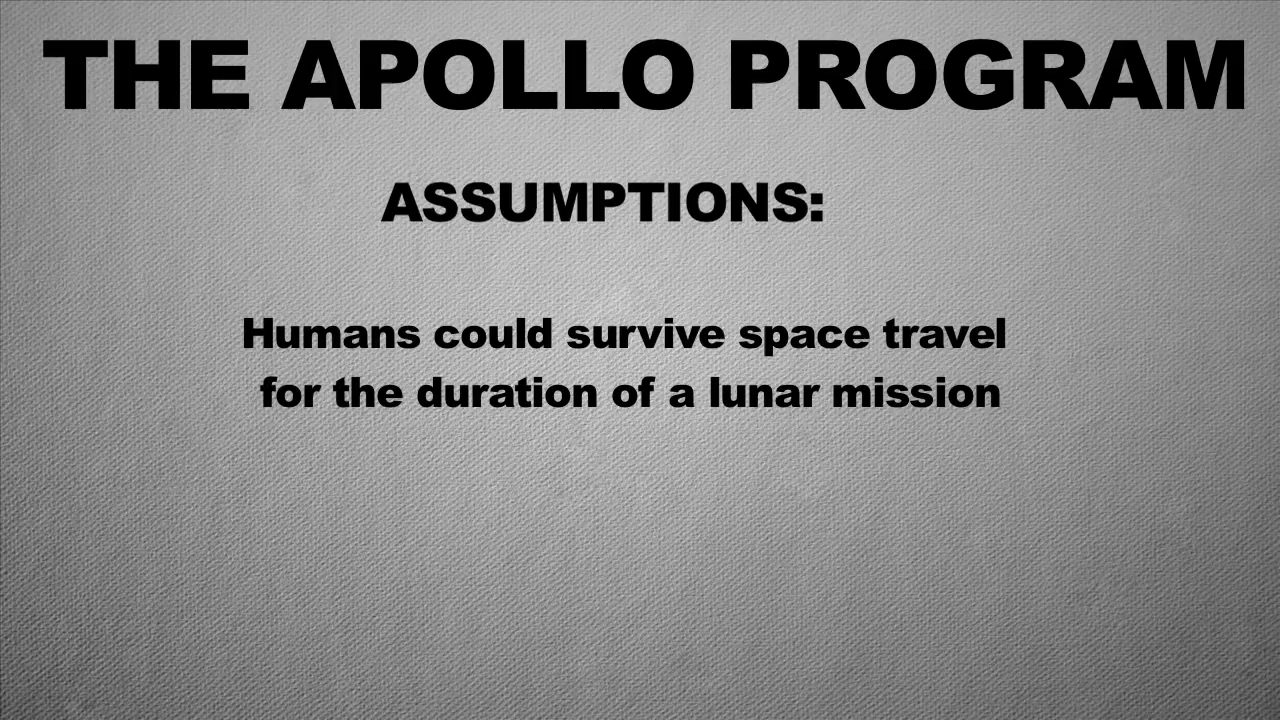 THE APOLLO PROGRAM
ASSUMPTIONS:
Humans could survive space travel
for the duration of a lunar mission